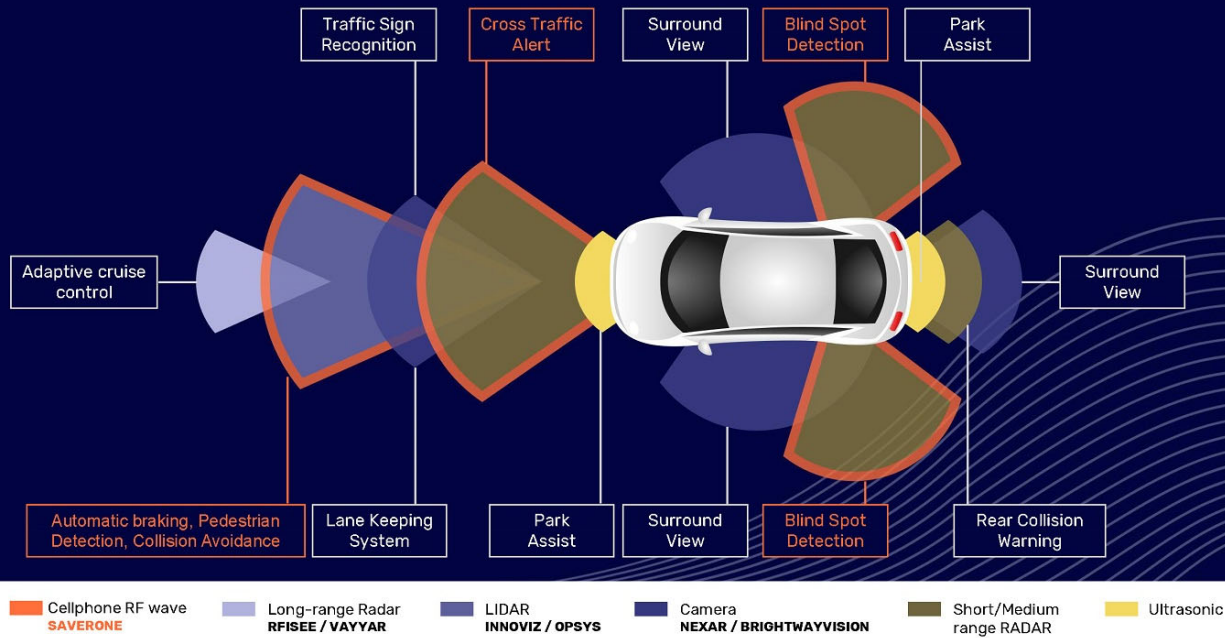 Traffic Sign
Recognition
Cross Traffic
Alert
Surround
View
Blind Spot
Detection
Park
Assist
Adaptive cruise
control
Surround
View
Automatic braking, Pedestrian
Detection, Collision Avoidance
Lane Keeping
System
Park
Assist
Surround
View
Blind Spot
Detection
Rear Collision
Warning
Cellphone RF wave
SAVERONE
Long-range Radar
RFISEE / VAYYAR
LIDAR
INNOVIZ / OPSYS
Camera
NEXAR / BRIGHTWAYVISION
Short/Medium
range RADAR
Ultrasonic